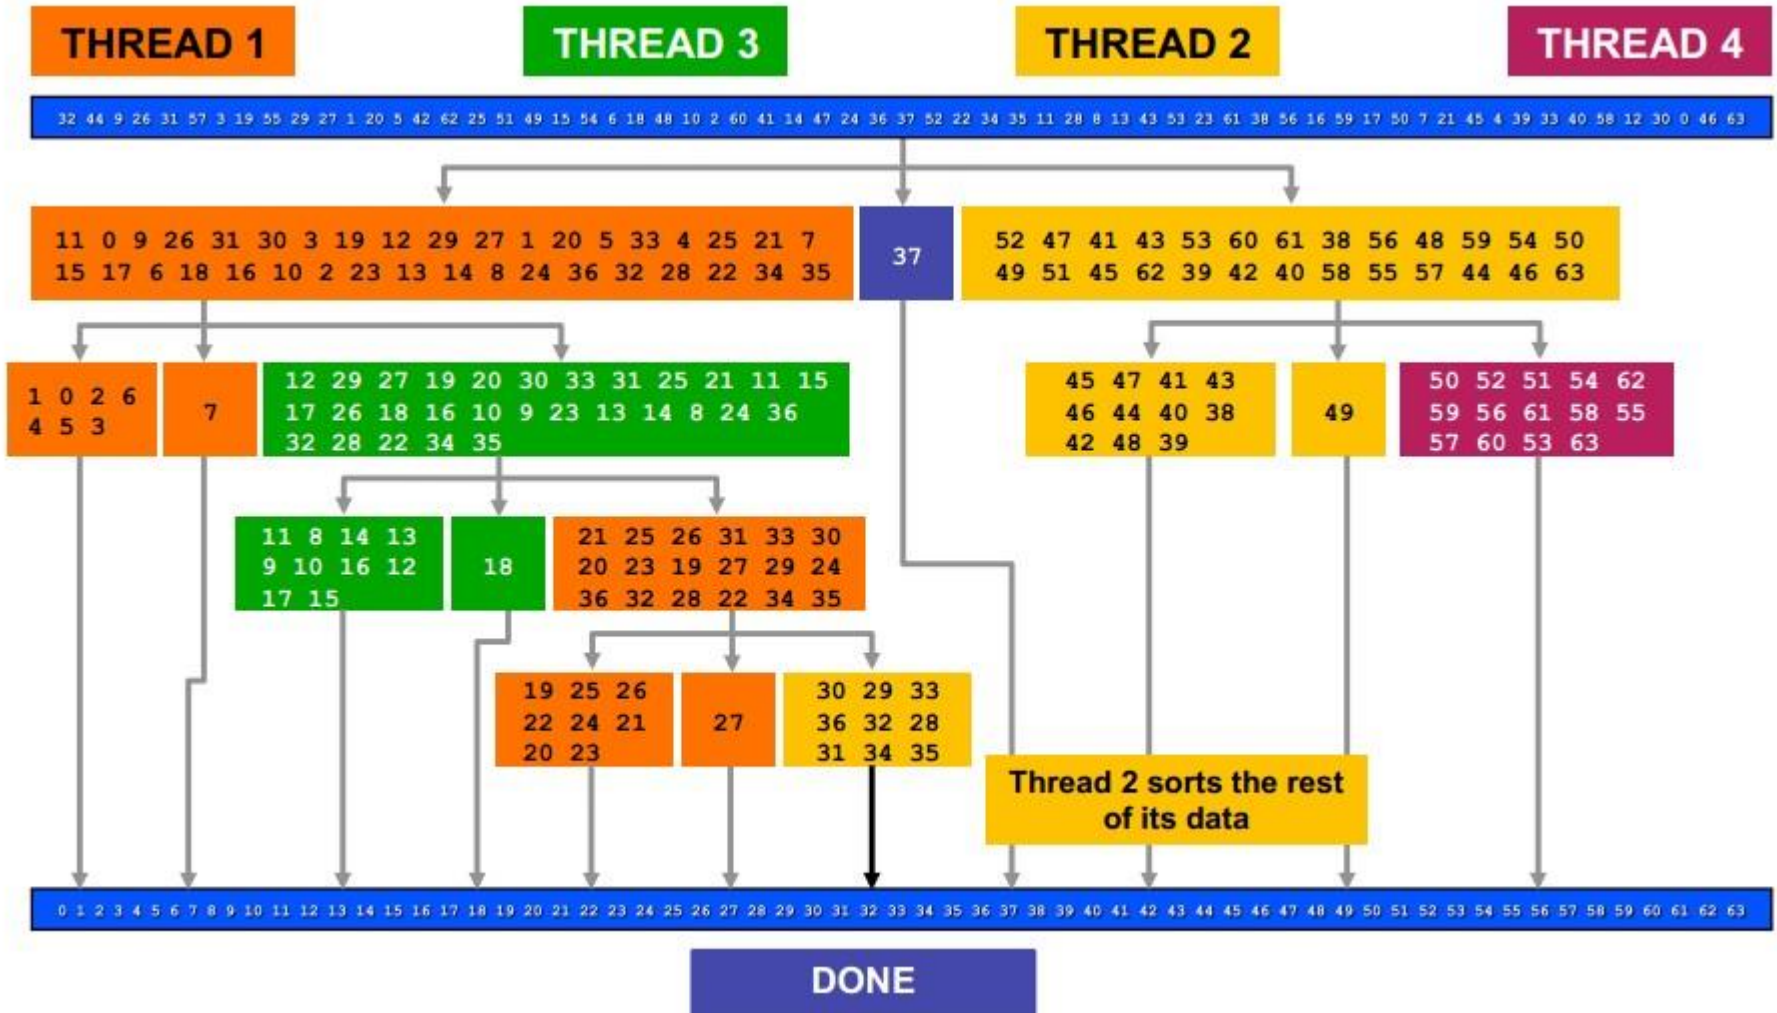 THREAD 1
THREAD 3
THREAD 2
THREAD 4
32 44 9 26 31 57 3 19 55 29 27 1 20 5 42 62 25 51 49 15 54 6 18 48 10 2 60 41 14 47 24 36 37 52 22 34 35 11 28 8 13 43 53 23 61 38 56 16 59 17 50 7 21 45 4 39 33 40 58 12 30 0 46 63
11 0 9 26 31 30 3 19 12 29 27 1 20 5 33 4 25 21 7
15 17 6 18 16 10 2 23 13 14 8 24 36 32 28 22 34 35
37
52 47 41 43 53 60 61 38 56 48 59 54 50
49 51 45 62 39 42 40 58 55 57 44 46 63
1 0 2 6
4 5 3
7
12 29 27 19 20 30 33 31 25 21 11 15
17 26 18 16 10 9 23 13 14 8 24 36
32 28 22 34 35
45 47 41 43
46 44 40 38
42 48 39
49
50 52 51 54 62
59 56 61 58 55
57 60 53 63
11 8 14 13
9 10 16 12
17 15
18
21 25 26 31 33 30
20 23 19 27 29 24
36 32 28 22 34 35
19 25 26
22 24 21
20 23
27
30 29 33
36 32 28
31 34 35
Thread 2 sorts the rest
of its data
0 1 2 3 4 5 6 7 8 9 10 11 12 13 14 15 16 17 18 19 20 21 22 23 24 25 26 27 28 29 30 31 32 33 34 35 36 37 38 39 40 41 42 43 44 45 46 47 48 49 50 51 52 53 54 55 56 57 58 59 60 61 62 63
DONE